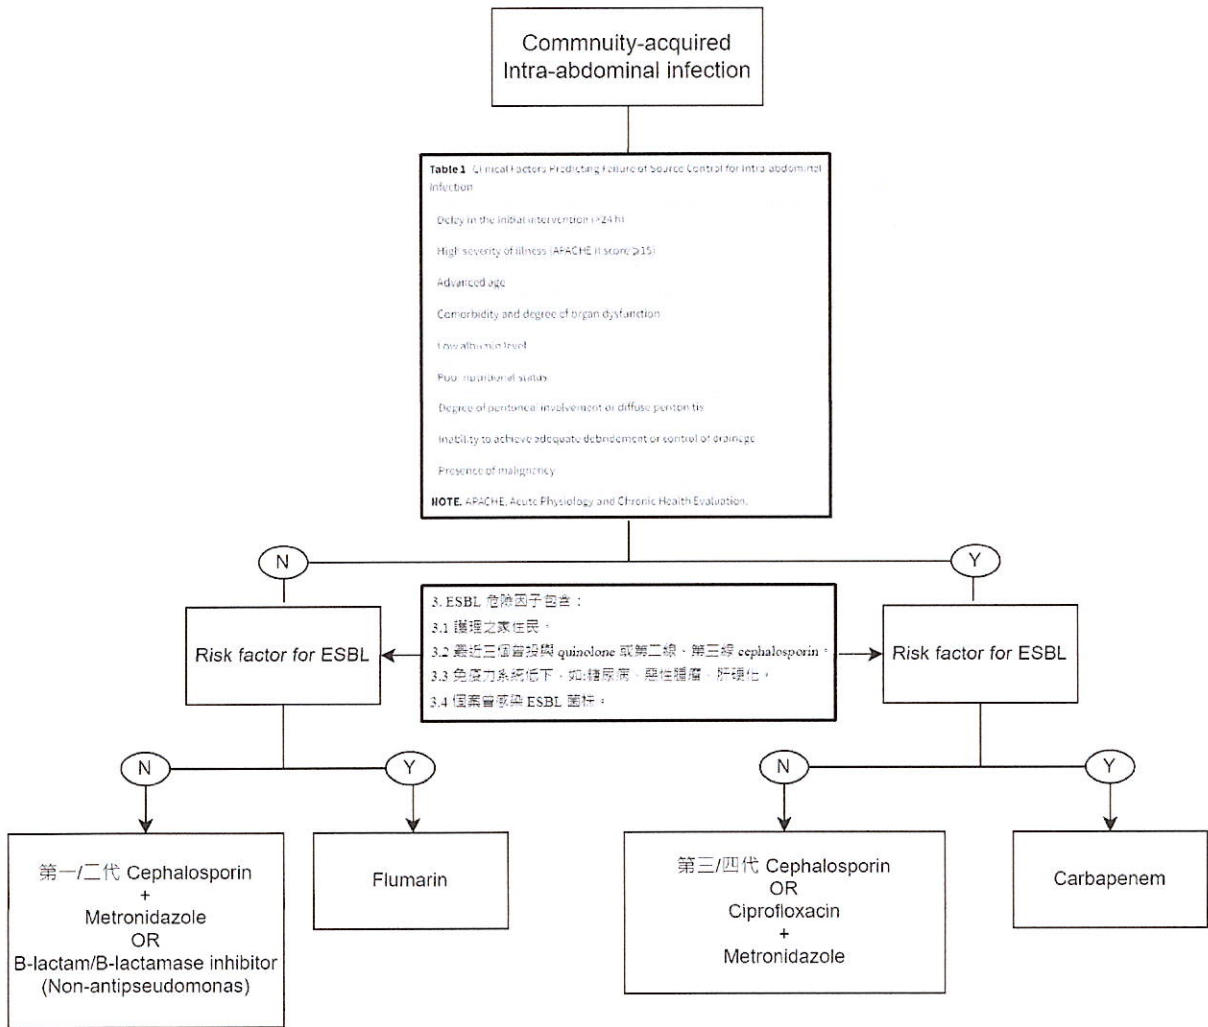 Commnuity-acquired
Intra-abdominal infection
Table 1 Clinical Factors Predicting Failure of Source Control for Intra-abdominal
Infection
Delay in the initial intervention (>24 h)
High severity of illness (APACHE II score ⩾15)
Advanced age
Comorbidity and degree of organ dysfunction
Low albumin level
Poor nutritional status
Degree of peritoneal involvement or diffuse peritonitis
Inability to achieve adequate debridement or control of drainage
Presence of malignancy
NOTE. APACHE, Acute Physiology and Chronic Health Evaluation.
N
Y
Risk factor for ESBL
3. ESBL 危險因子包含：
3.1 護理之家住民。
3.2 最近三個曾投與 quinolone 或第二線、第三線 cephalosporin。
3.3 免疫力系統低下，如:糖尿病、惡性腫瘤、肝硬化，
3.4 個案曾感染 ESBL 菌株。
Risk factor for ESBL
N
Y
N
Y
第一/二代 Cephalosporin
+
Metronidazole
OR
B-lactam/B-lactamase inhibitor
(Non-antipseudomonas)
Flumarin
第三/四代 Cephalosporin
OR
Ciprofloxacin
+
Metronidazole
Carbapenem